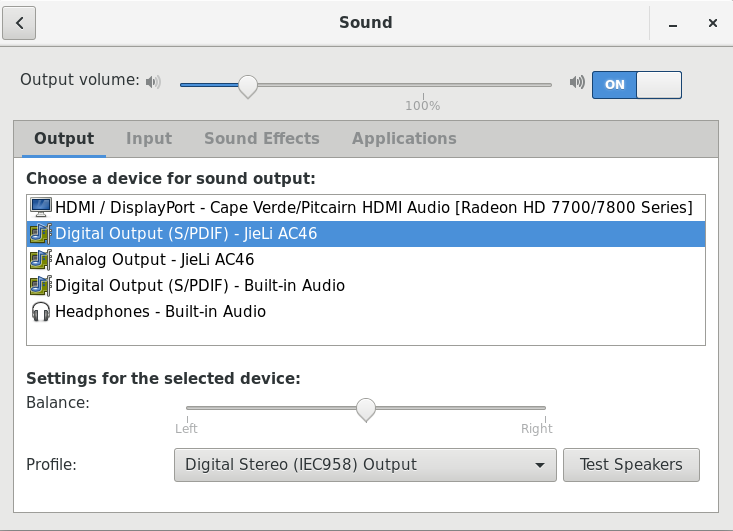 Sound
Output volume:
100%
ON
Output Input Sound Effects Applications
Choose a device for sound output:
HDMI / DisplayPort - Cape Verde/Pitcairn HDMI Audio [Radeon HD 7700/7800 Series]
Digital Output (S/PDIF) - JieLi AC46
Analog Output - JieLi AC46
Digital Output (S/PDIF) - Built-in Audio
Headphones - Built-in Audio
Settings for the selected device:
Balance:
Left Right
Profile: Digital Stereo (IEC958) Output Test Speakers